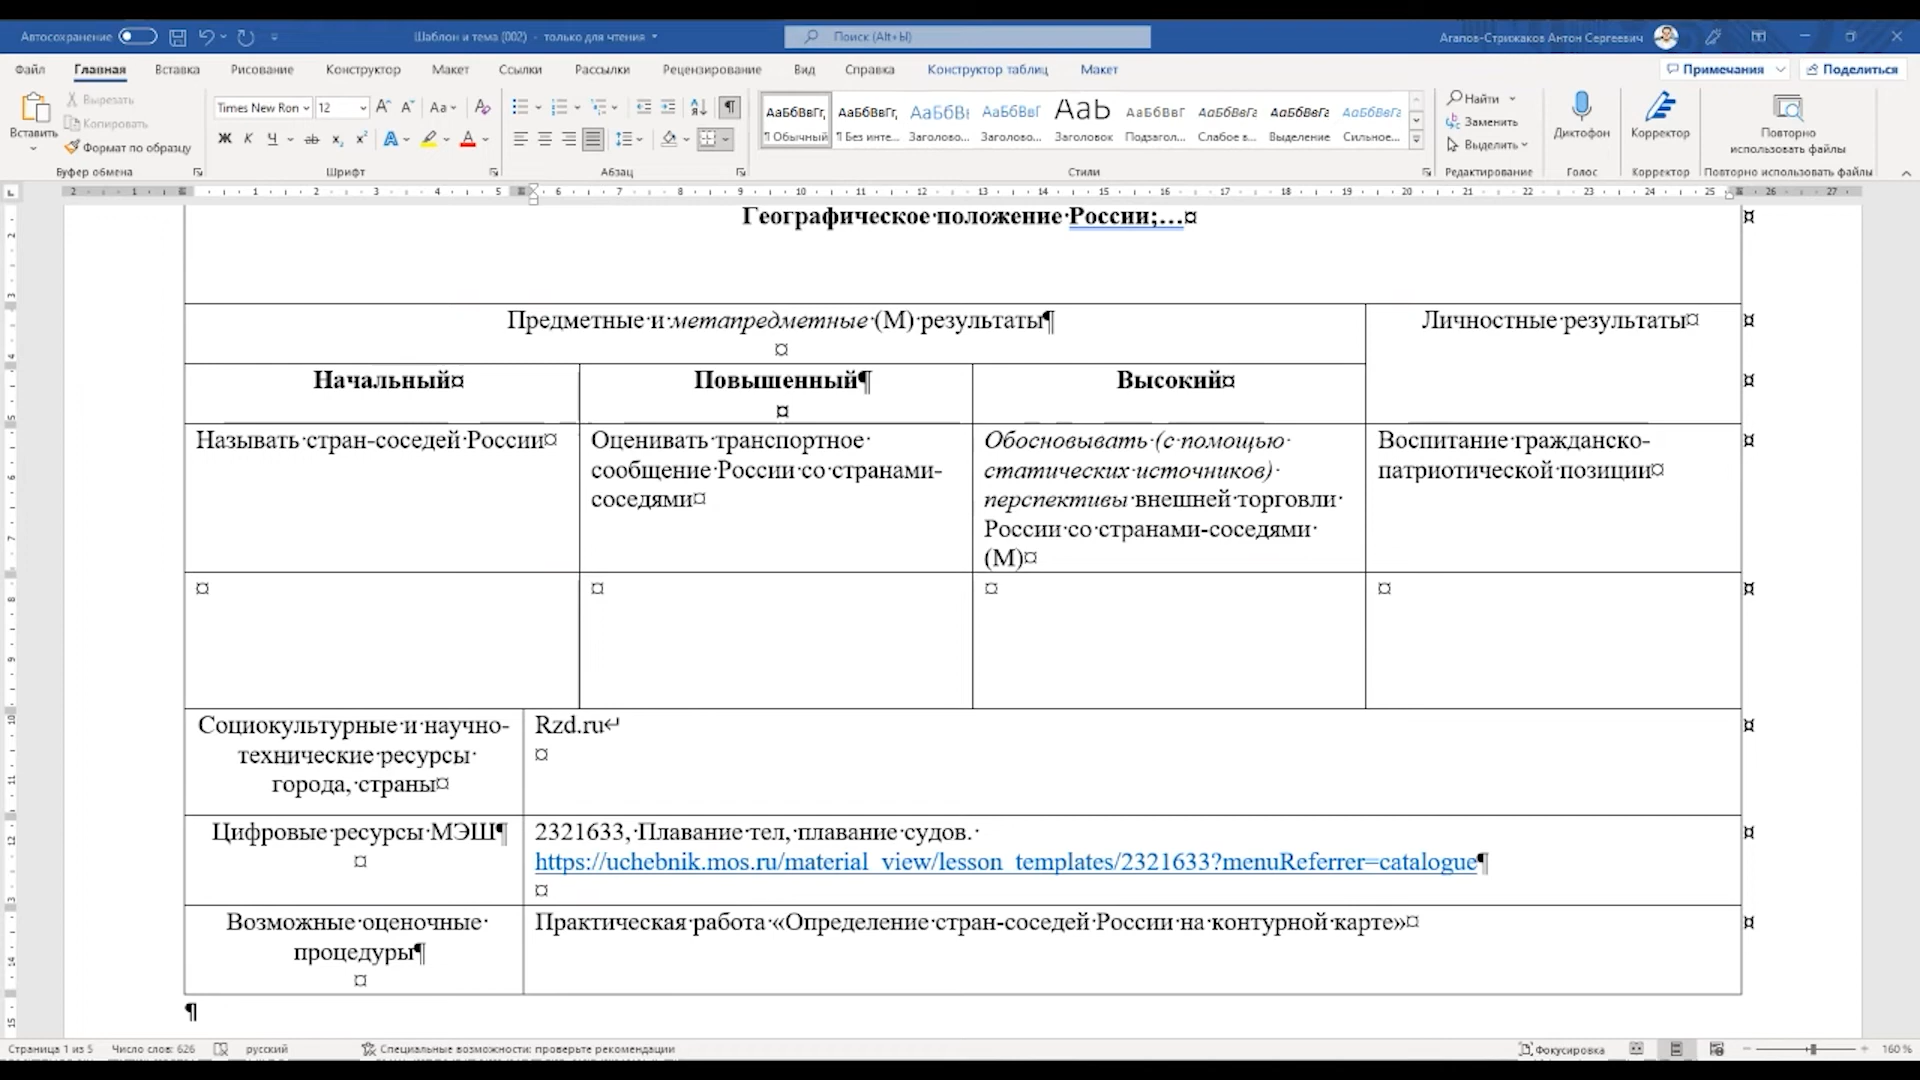 Автосохранение
Шаблон и тема (002) - только для чтения
Поиск (Alt+Ы)
Агапов-Стрижаков Антон Сергеевич
Файл Главная Вставка Рисование Конструктор Макет Ссылки Рассылки Рецензирование Вид Справка Конструктор таблиц Макет
Примечания
Поделиться
Вставить
Вырезать
Копировать
Формат по образцу
Буфер обмена
Times New Ron 12
Шрифт
Абзац
АаБбВвГг, АаБбВвГг, АаБбВı АаБбВвГ АаЬ АаБбВвГ АаБбВвГг АаБбВвГг АаБбВвГг
¶ Обычный ¶ Без инте... Заголово... Заголово... Заголовок Подзагол... Слабое в... Выделение Сильное...
Стили
Найти
Заменить
Выделить
Редактирование
Диктофон
Голос
Корректор
Корректор
Повторно использовать файлы
Повторно использовать файлы
Географическое·положение·России;…¤
Предметные·и·метапредметные·(М)·результаты¶
¤
Личностные·результаты¤
Начальный¤
Повышенный¶
¤
Высокий¤
Называть·стран-соседей·России¤
Оценивать·транспортное·
сообщение·России·со·странами-
соседями¤
Обосновывать·(с·помощью·
статических·источников)·
перспективы·внешней·торговли·
России·со·странами-соседями·
(М)¤
Воспитание·гражданско-
патриотической·позиции¤
¤ ¤ ¤ ¤
Социокультурные·и·научно-
технические·ресурсы·
города,·страны¤
Rzd.ru↵
¤
Цифровые·ресурсы·МЭШ¶
¤
2321633,·Плавание·тел,·плавание·судов.·
https://uchebnik.mos.ru/material_view/lesson_templates/2321633?menuReferrer=catalogue¶
¤
Возможные·оценочные·
процедуры¶
¤
Практическая·работа·«Определение·стран-соседей·России·на·контурной·карте»¤
¶
Страница 1 из 5 Число слов: 626 русский Специальные возможности: проверьте рекомендации Фокусировка 160 %